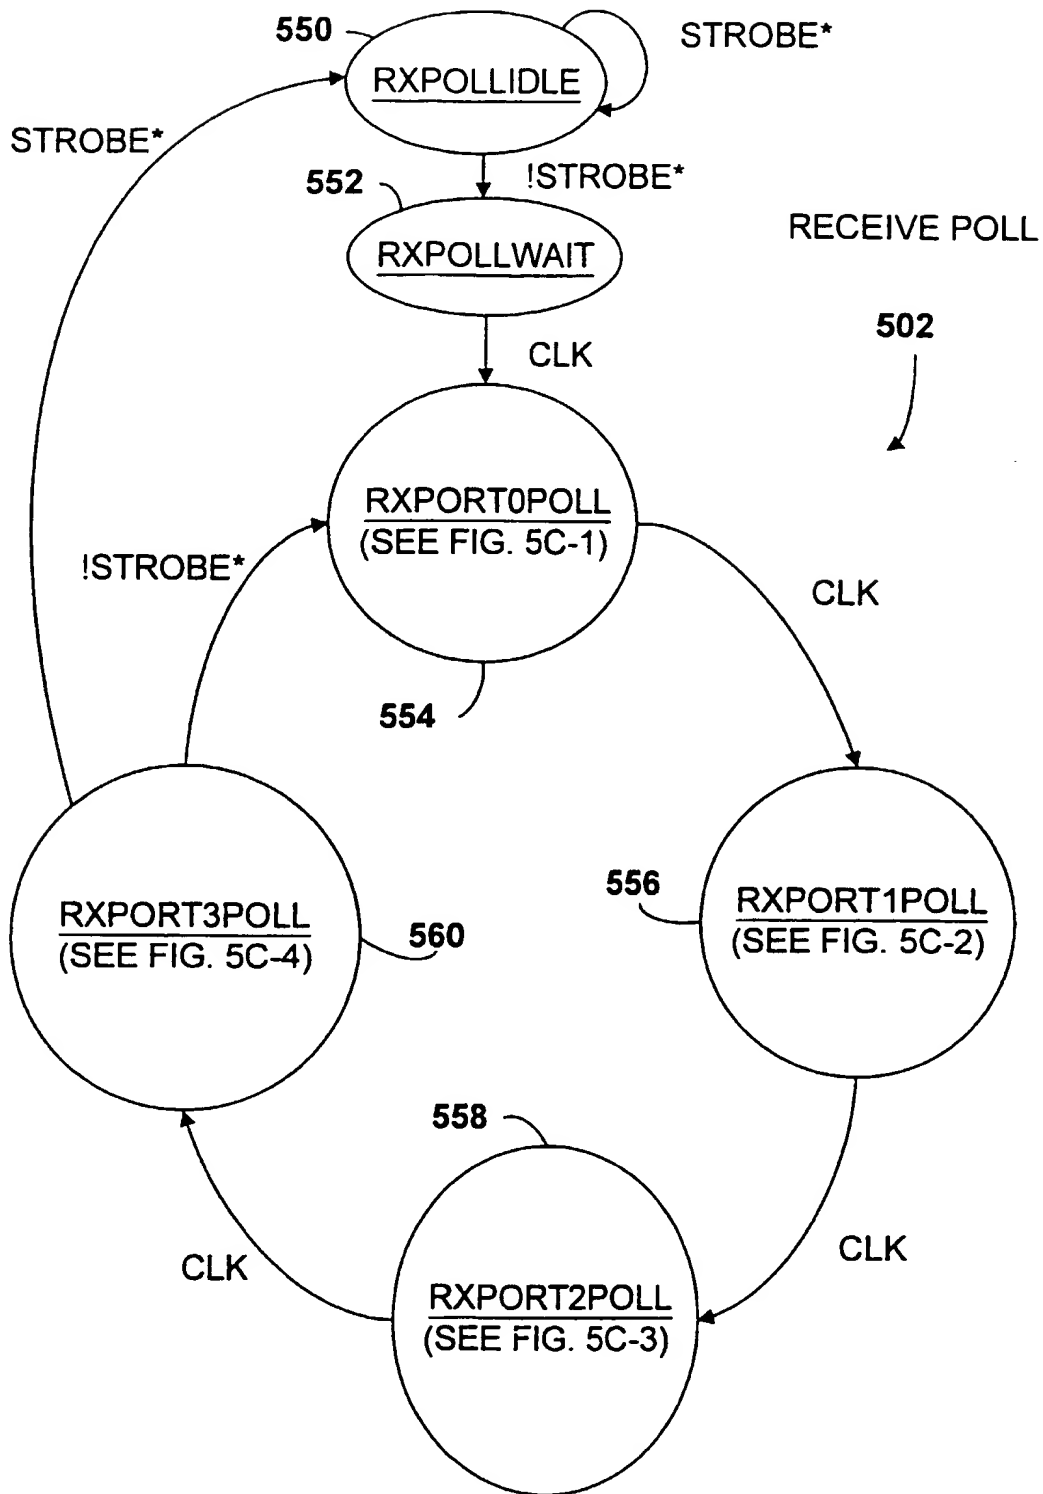 550
STROBE*
RXPOLLIDLE
STROBE*
!STROBE*
552
RECEIVE POLL
RXPOLLWAIT
502
CLK
RXPORT0POLL
(SEE FIG. 5C-1)
!STROBE*
CLK
554
556
RXPORT1POLL
(SEE FIG. 5C-2)
RXPORT3POLL
(SEE FIG. 5C-4)
560
558
CLK
CLK
RXPORT2POLL
(SEE FIG. 5C-3)